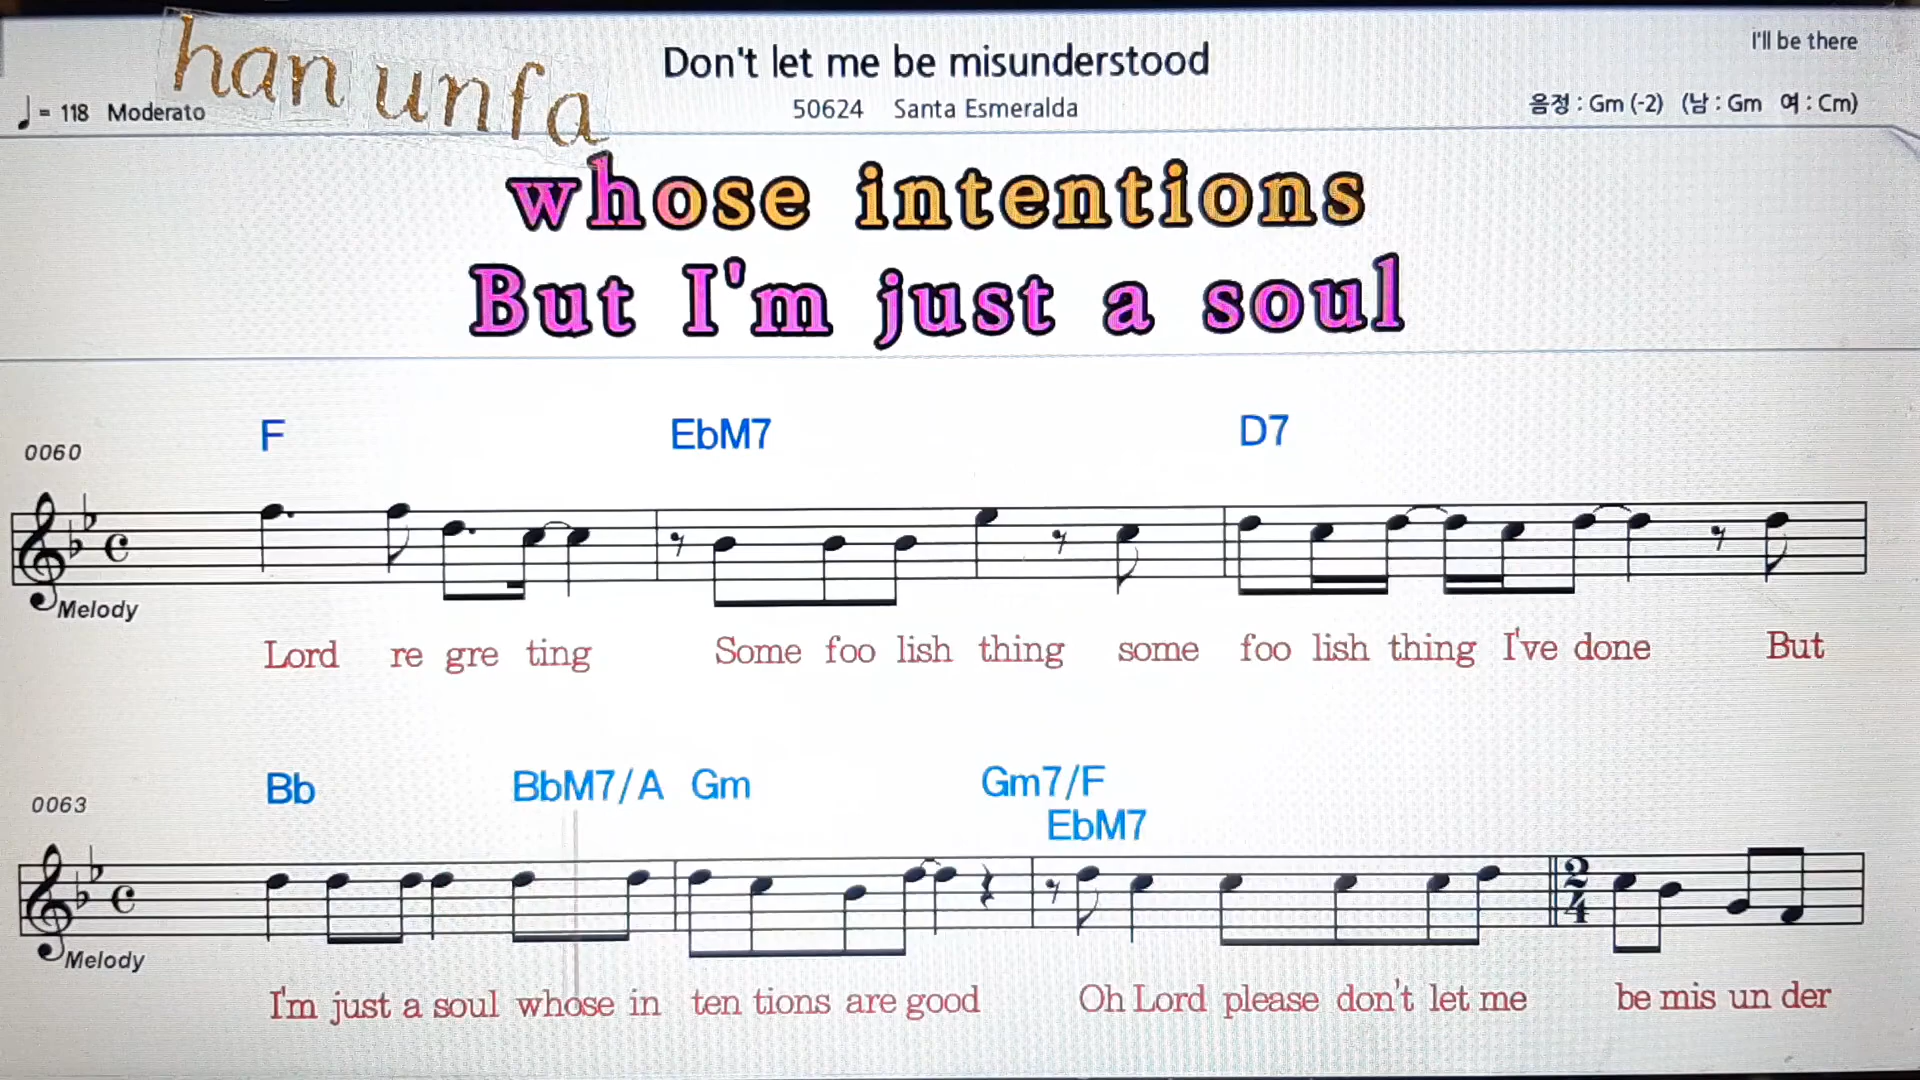 han unfa
Don't let me be misunderstood
I'll be there
= 118 Moderato
50624 Santa Esmeralda
음정 : Gm (-2) (남 : Gm 여 : Cm)
whose intentions
But I'm just a soul
F EbM7 D7
0060
Melody
Lord re gre ting Some foo lish thing some foo lish thing I've done But
Bb BbM7/A Gm Gm7/F
EbM7
0063
2
4
Melody
I'm just a soul whose in ten tions are good Oh Lord please don't let me be mis un der